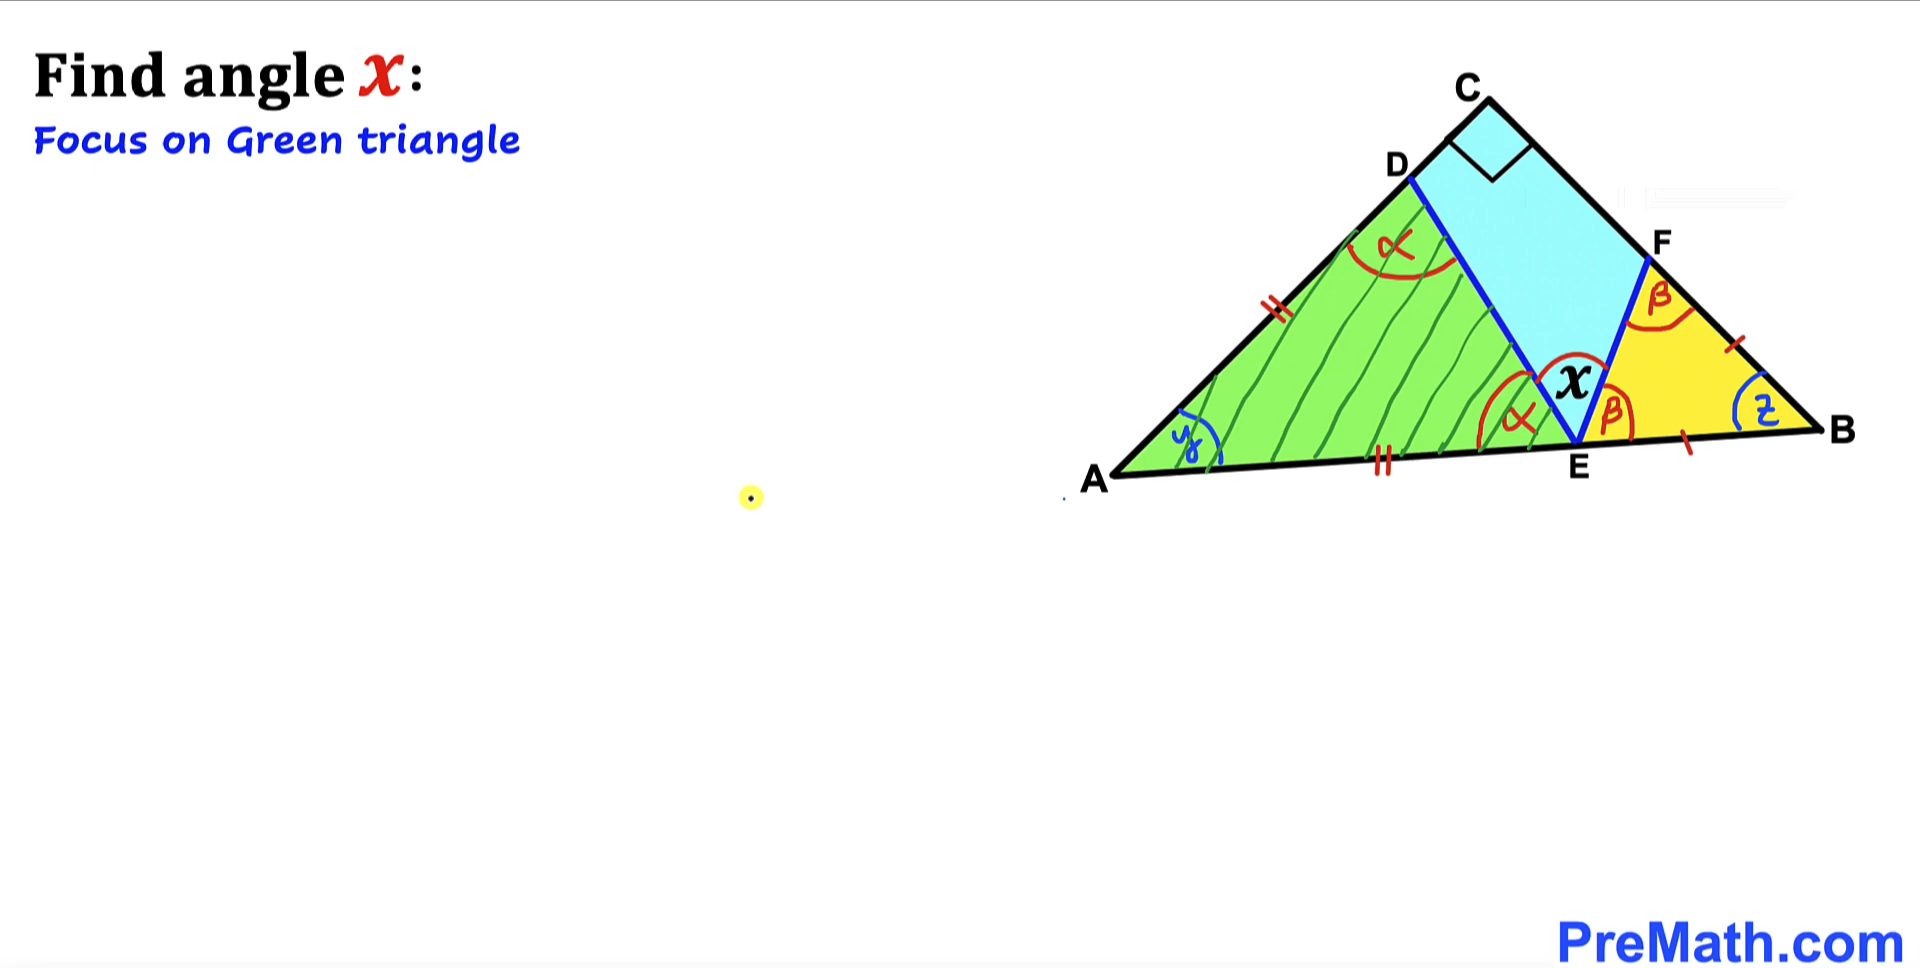 Find angle x:
Focus on Green triangle
C
D
F
α
β
x
α
β
z
y
A
E
B
PreMath.com